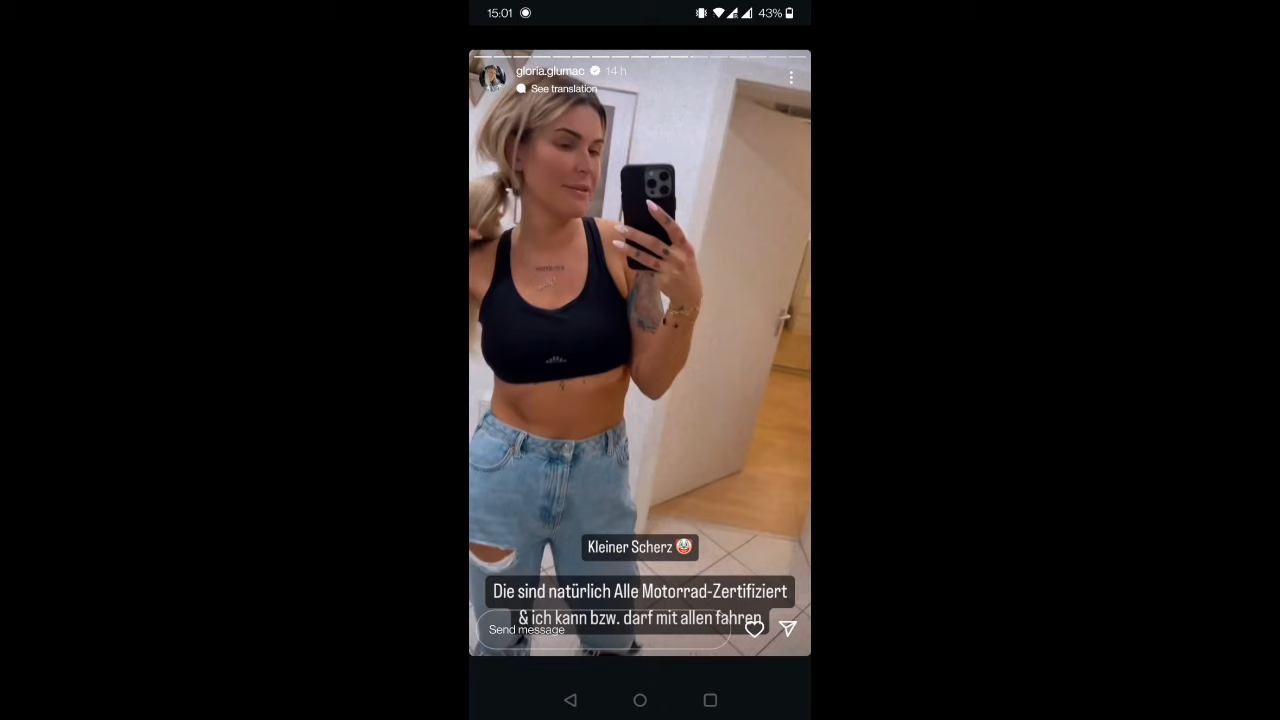 15:01
43%
gloria.glumac 14 h
See translation
Kleiner Scherz 🤡
Die sind natürlich Alle Motorrad-Zertifiziert
& ich kann bzw. darf mit allen fahren
Send message